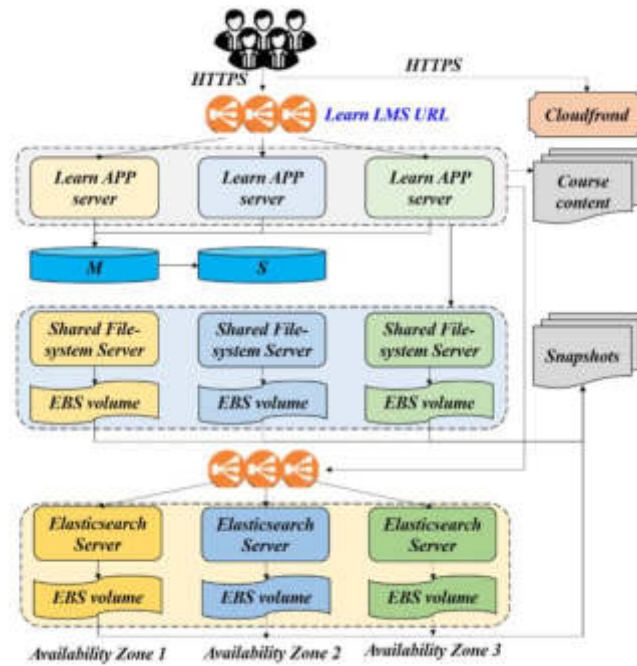 HTTPS
HTTPS
Learn LMS URL
Cloudfrond
Learn APP
server
Learn APP
server
Learn APP
server
Course
content
M
S
Shared File-
system Server
Shared File-
system Server
Shared File-
system Server
Snapshots
EBS volume
EBS volume
EBS volume
Elasticsearch
Server
Elasticsearch
Server
Elasticsearch
Server
EBS volume
EBS volume
EBS volume
Availability Zone 1
Availability Zone 2
Availability Zone 3